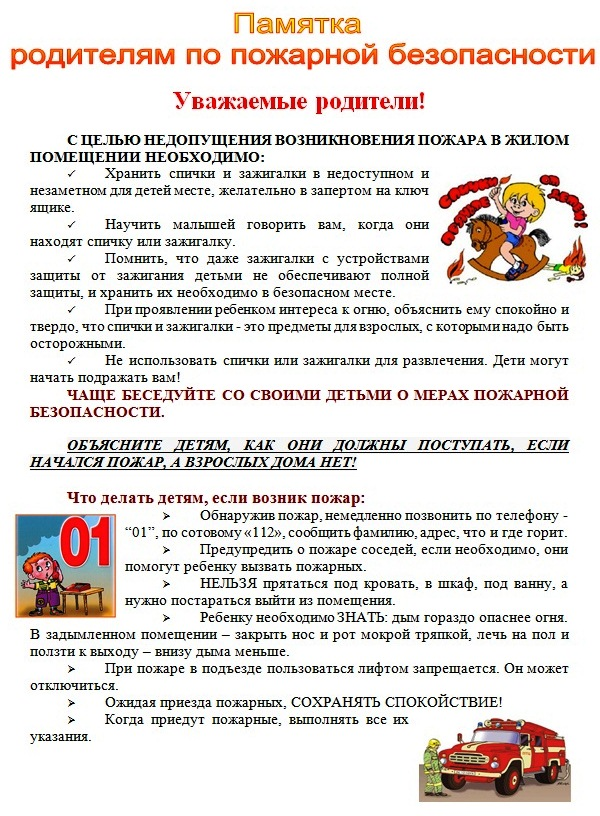 Памятка
родителям по пожарной безопасности
Уважаемые родители!
С ЦЕЛЬЮ НЕДОПУЩЕНИЯ ВОЗНИКНОВЕНИЯ ПОЖАРА В ЖИЛОМ
ПОМЕЩЕНИИ НЕОБХОДИМО:
✓ Хранить спички и зажигалки в недоступном и
незаметном для детей месте, желательно в запертом на ключ
ящике.
✓ Научить малышей говорить вам, когда они
находят спичку или зажигалку.
✓ Помнить, что даже зажигалки с устройствами
защиты от зажигания детьми не обеспечивают полной
защиты, и хранить их необходимо в безопасном месте.
СПИЧКИ ОТ
ДЕТЕЙ!
✓ При проявлении ребенком интереса к огню, объяснить ему спокойно и
твердо, что спички и зажигалки - это предметы для взрослых, с которыми надо быть
осторожными.
✓ Не использовать спички или зажигалки для развлечения. Дети могут
начать подражать вам!
ЧАЩЕ БЕСЕДУЙТЕ СО СВОИМИ ДЕТЬМИ О МЕРАХ ПОЖАРНОЙ
БЕЗОПАСНОСТИ.
ОБЪЯСНИТЕ ДЕТЯМ, КАК ОНИ ДОЛЖНЫ ПОСТУПАТЬ, ЕСЛИ
НАЧАЛСЯ ПОЖАР, А ВЗРОСЛЫХ ДОМА НЕТ!
Что делать детям, если возник пожар:
01
➢ Обнаружив пожар, немедленно позвонить по телефону -
“01”, по сотовому «112», сообщить фамилию, адрес, что и где горит.
➢ Предупредить о пожаре соседей, если необходимо, они
помогут ребенку вызвать пожарных.
➢ НЕЛЬЗЯ прятаться под кровать, в шкаф, под ванну, а
нужно постараться выйти из помещения.
➢ Ребенку необходимо ЗНАТЬ: дым гораздо опаснее огня.
В задымленном помещении – закрыть нос и рот мокрой тряпкой, лечь на пол и
ползти к выходу – внизу дыма меньше.
➢ При пожаре в подъезде пользоваться лифтом запрещается. Он может
отключиться.
➢ Ожидая приезда пожарных, СОХРАНЯТЬ СПОКОЙСТВИЕ!
➢ Когда приедут пожарные, выполнять все их
указания.